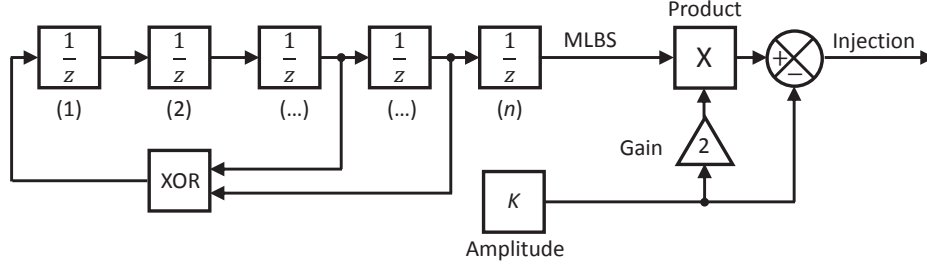 Product
1/z 1/z 1/z 1/z 1/z MLBS X + − Injection
(1) (2) (...) (...) (n)
Gain 2
XOR
K
Amplitude